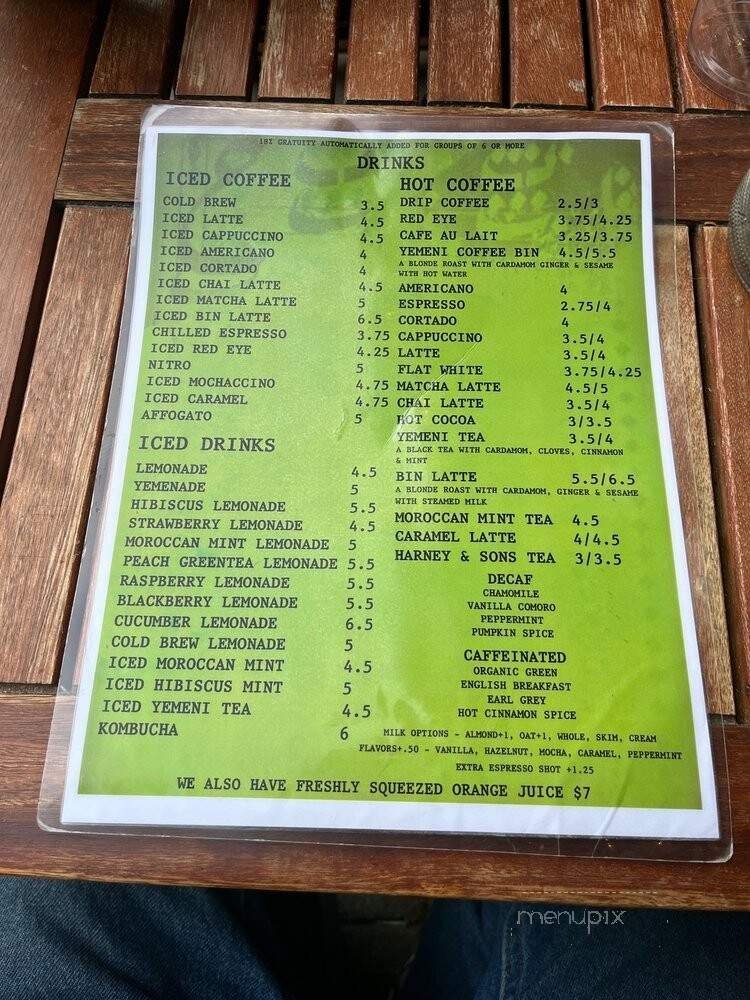 18% GRATUITY AUTOMATICALLY ADDED FOR GROUPS OF 6 OR MORE
DRINKS
ICED COFFEE
COLD BREW 3.5
ICED LATTE 4.5
ICED CAPPUCCINO 4.5
ICED AMERICANO 4
ICED CORTADO 4
ICED CHAI LATTE 4.5
ICED MATCHA LATTE 5
ICED BIN LATTE 6.5
CHILLED ESPRESSO 3.75
ICED RED EYE 4.25
NITRO 5
ICED MOCHACCINO 4.75
ICED CARAMEL 4.75
AFFOGATO 5
ICED DRINKS
LEMONADE 4.5
YEMENADE 5
HIBISCUS LEMONADE 5.5
STRAWBERRY LEMONADE 4.5
MOROCCAN MINT LEMONADE 5
PEACH GREENTEA LEMONADE 5.5
RASPBERRY LEMONADE 5.5
BLACKBERRY LEMONADE 5.5
CUCUMBER LEMONADE 6.5
COLD BREW LEMONADE 5
ICED MOROCCAN MINT 4.5
ICED HIBISCUS MINT 5
ICED YEMENI TEA 4.5
KOMBUCHA 6
HOT COFFEE
DRIP COFFEE 2.5/3
RED EYE 3.75/4.25
CAFE AU LAIT 3.25/3.75
YEMENI COFFEE BIN 4.5/5.5
A BLONDE ROAST WITH CARDAMOM GINGER & SESAME
WITH HOT WATER
AMERICANO 4
ESPRESSO 2.75/4
CORTADO 4
CAPPUCCINO 3.5/4
LATTE 3.5/4
FLAT WHITE 3.75/4.25
MATCHA LATTE 4.5/5
CHAI LATTE 3.5/4
HOT COCOA 3/3.5
YEMENI TEA 3.5/4
A BLACK TEA WITH CARDAMOM, CLOVES, CINNAMON
& MINT
BIN LATTE 5.5/6.5
A BLONDE ROAST WITH CARDAMOM, GINGER & SESAME
WITH STEAMED MILK
MOROCCAN MINT TEA 4.5
CARAMEL LATTE 4/4.5
HARNEY & SONS TEA 3/3.5
DECAF
CHAMOMILE
VANILLA COMORO
PEPPERMINT
PUMPKIN SPICE
CAFFEINATED
ORGANIC GREEN
ENGLISH BREAKFAST
EARL GREY
HOT CINNAMON SPICE
MILK OPTIONS - ALMOND+1, OAT+1, WHOLE, SKIM, CREAM
FLAVORS+.50 - VANILLA, HAZELNUT, MOCHA, CARAMEL, PEPPERMINT
EXTRA ESPRESSO SHOT +1.25
WE ALSO HAVE FRESHLY SQUEEZED ORANGE JUICE $7
menupix